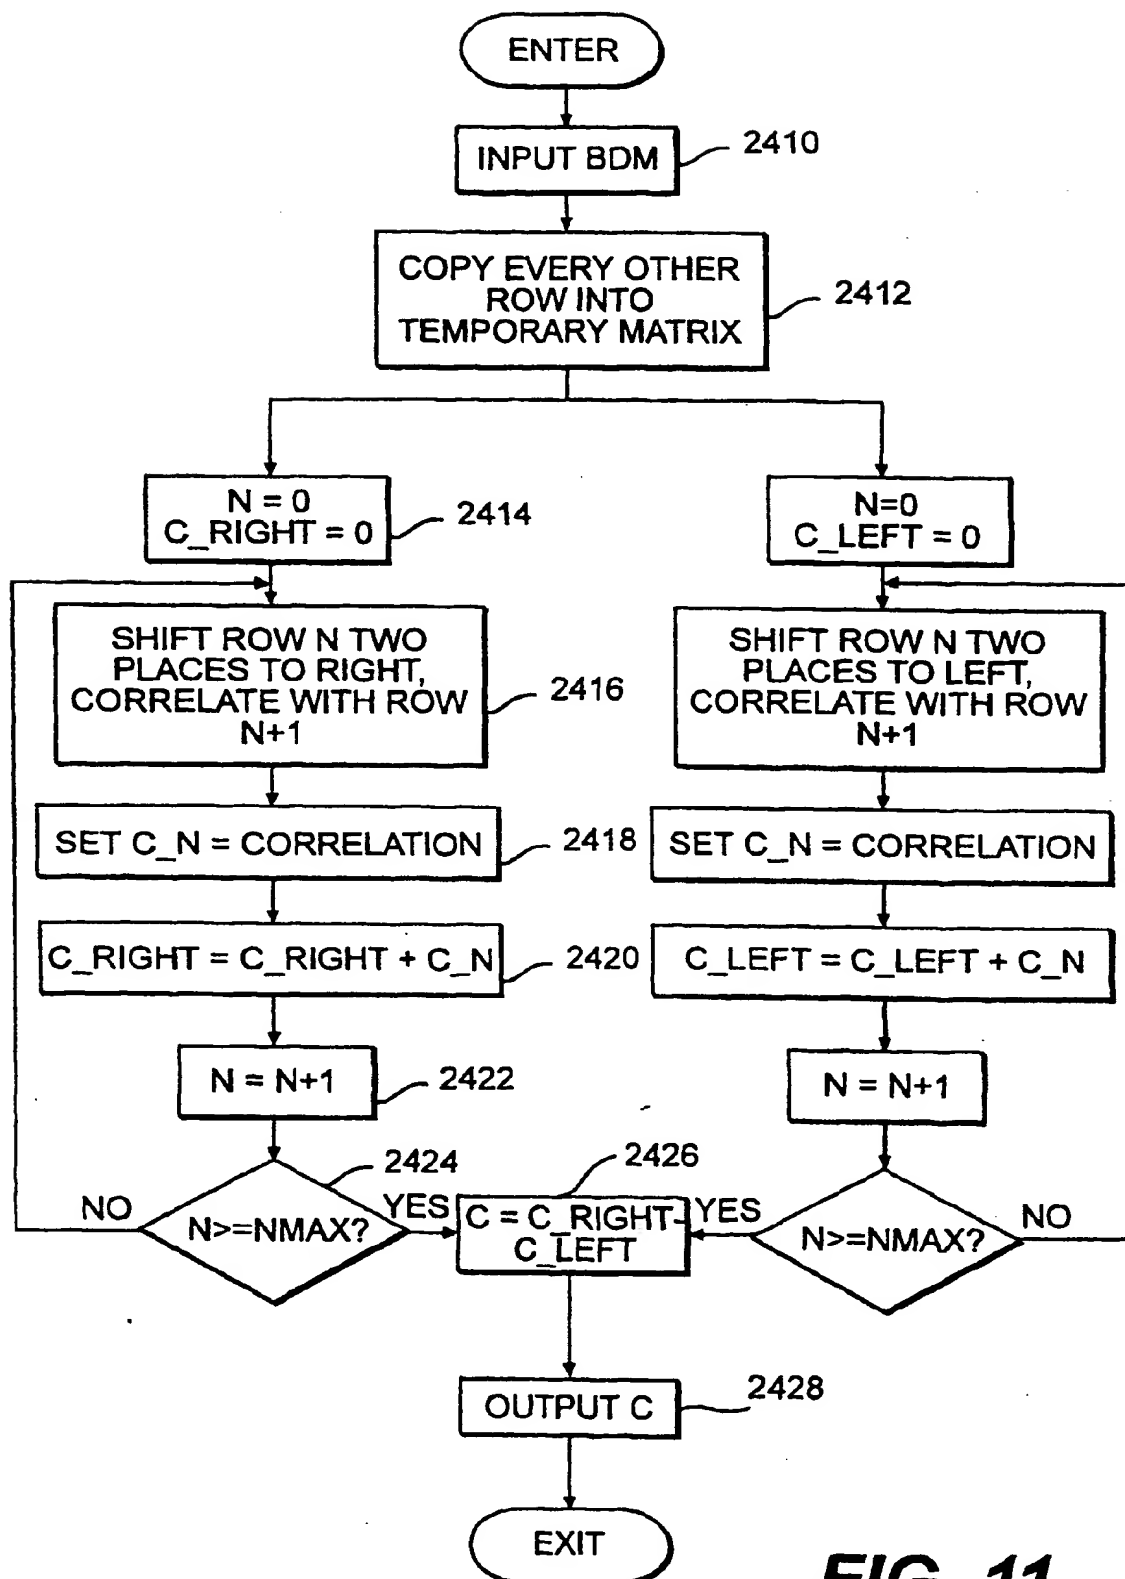 ENTER
INPUT BDM
2410
COPY EVERY OTHER
ROW INTO
TEMPORARY MATRIX
2412
N = 0
C_RIGHT = 0
2414
N=0
C_LEFT = 0
SHIFT ROW N TWO
PLACES TO RIGHT,
CORRELATE WITH ROW
N+1
2416
SHIFT ROW N TWO
PLACES TO LEFT,
CORRELATE WITH ROW
N+1
SET C_N = CORRELATION
2418
SET C_N = CORRELATION
C_RIGHT = C_RIGHT + C_N
2420
C_LEFT = C_LEFT + C_N
N = N+1
2422
N = N+1
2424
2426
NO
N>=NMAX?
YES
C = C_RIGHT-
C_LEFT
YES
N>=NMAX?
NO
OUTPUT C
2428
EXIT
FIG. 11